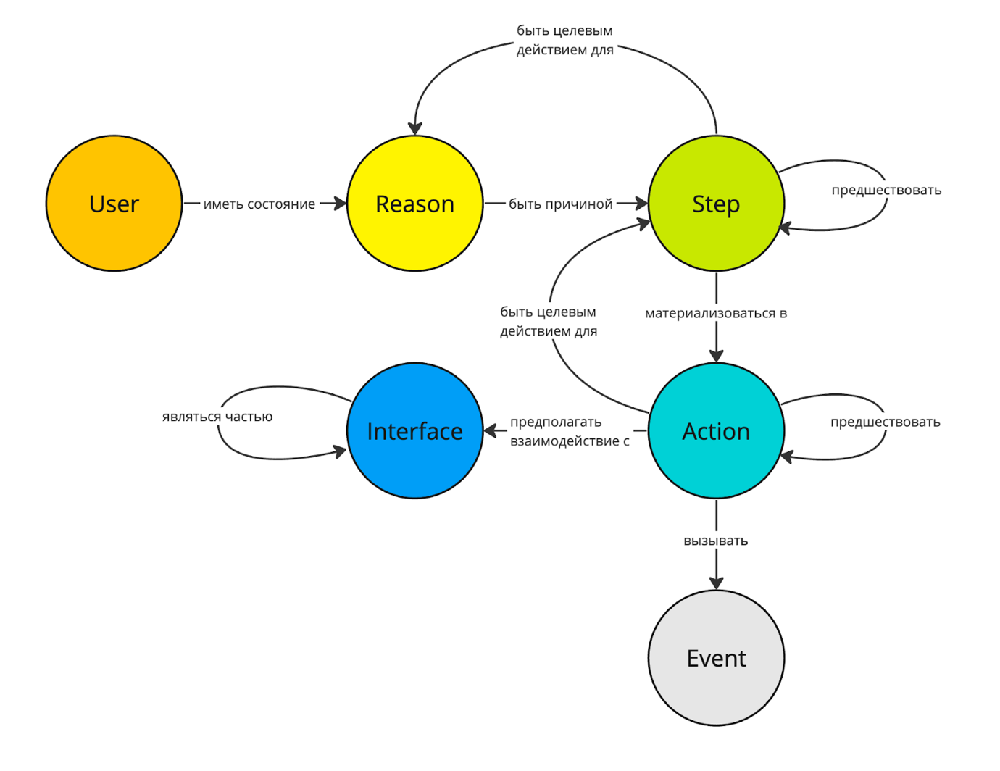 быть целевым
действием для
User
иметь состояние
Reason
быть причиной
Step
предшествовать
быть целевым
действием для
материализоваться в
являться частью
Interface
предполагать
взаимодействие с
Action
предшествовать
вызывать
Event